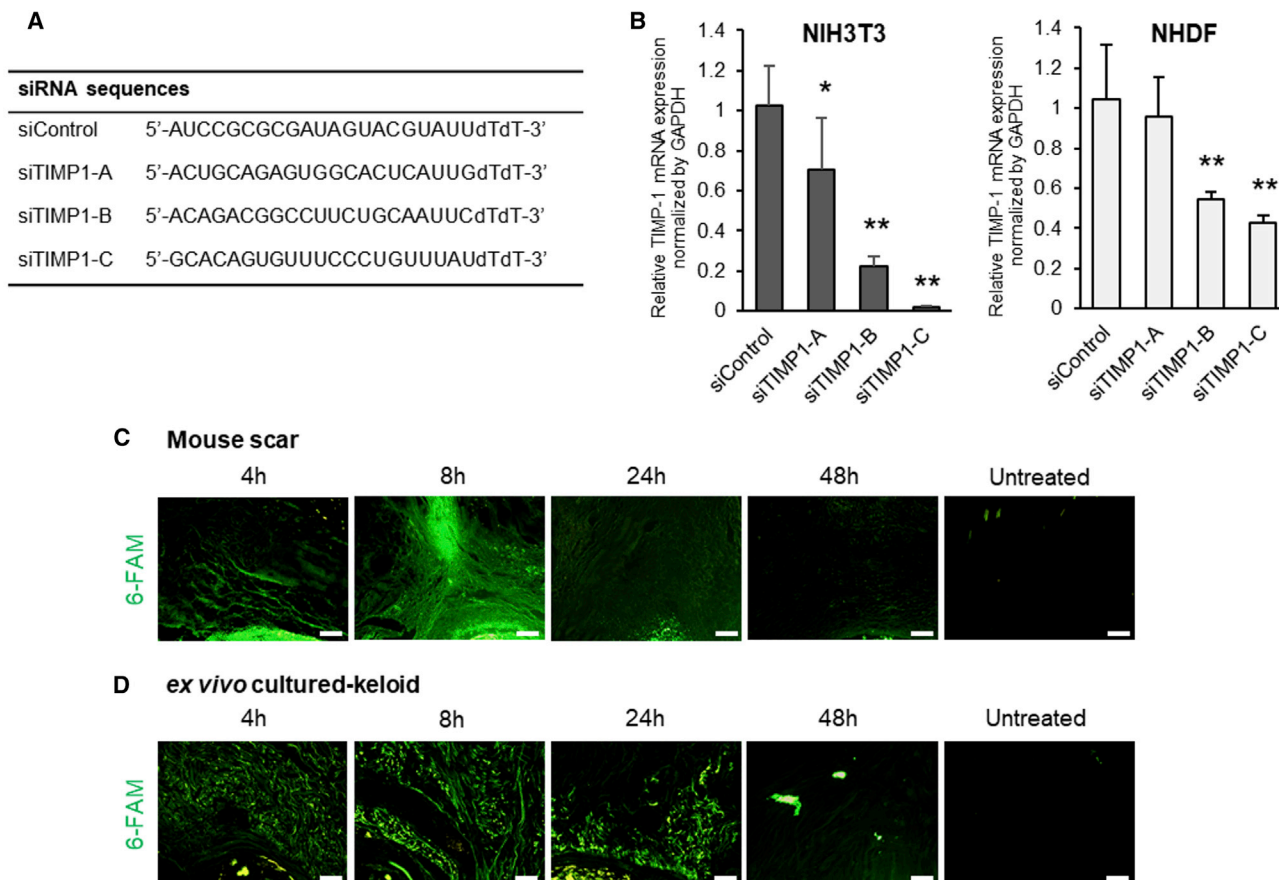 A
siRNA sequences
siControl 5’-AUCCGCGCGAUAGUACGUAUUdTdT-3’
siTIMP1-A 5’-ACUGCAGAGUGGCACUCAUUGdTdT-3’
siTIMP1-B 5’-ACAGACGGCCUUCUGCAAUUCdTdT-3’
siTIMP1-C 5’-GCACAGUGUUUCCCUGUUUAUdTdT-3’
B
NIH3T3
Relative TIMP-1 mRNA expression
normalized by GAPDH
1.4
1.2
1
0.8
0.6
0.4
0.2
0
*
**
**
siControl
siTIMP1-A
siTIMP1-B
siTIMP1-C
NHDF
Relative TIMP-1 mRNA expression
normalized by GAPDH
1.4
1.2
1
0.8
0.6
0.4
0.2
0
**
**
siControl
siTIMP1-A
siTIMP1-B
siTIMP1-C
C Mouse scar
4h 8h 24h 48h Untreated
6-FAM
D ex vivo cultured-keloid
4h 8h 24h 48h Untreated
6-FAM